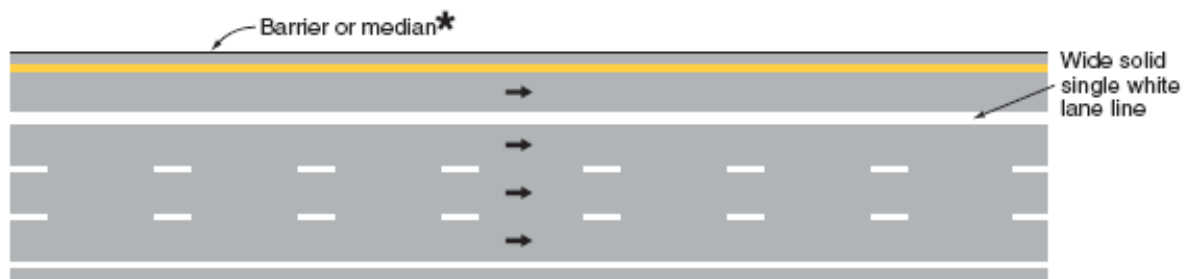 Barrier or median*
Wide solid
single white
lane line